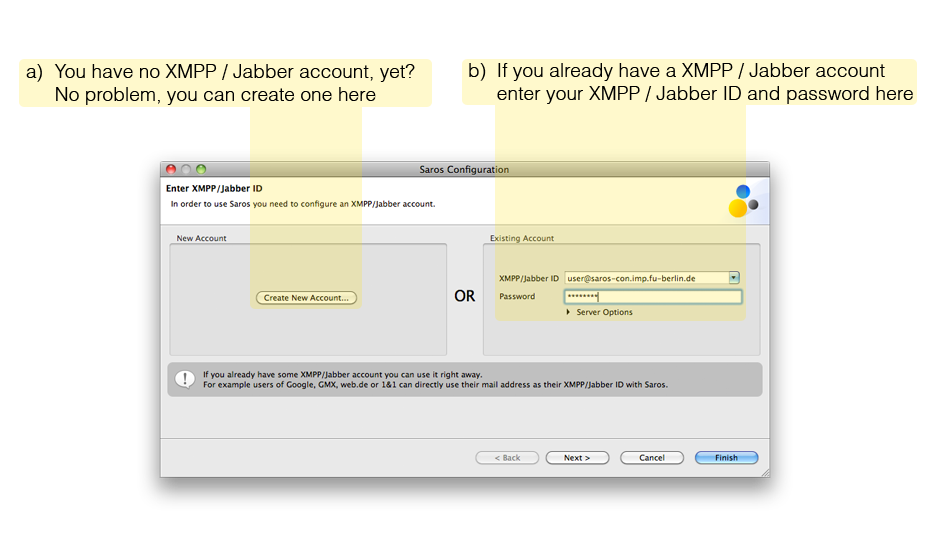 a) You have no XMPP / Jabber account, yet?
No problem, you can create one here
b) If you already have a XMPP / Jabber account
enter your XMPP / Jabber ID and password here
Saros Configuration
Enter XMPP/Jabber ID
In order to use Saros you need to configure an XMPP/Jabber account.
New Account
Create New Account...
OR
Existing Account
XMPP/Jabber ID user@saros-con.imp.fu-berlin.de
Password ********
Server Options
If you already have some XMPP/Jabber account you can use it right away.
For example users of Google, GMX, web.de or 1&1 can directly use their mail address as their XMPP/Jabber ID with Saros.
< Back Next > Cancel Finish